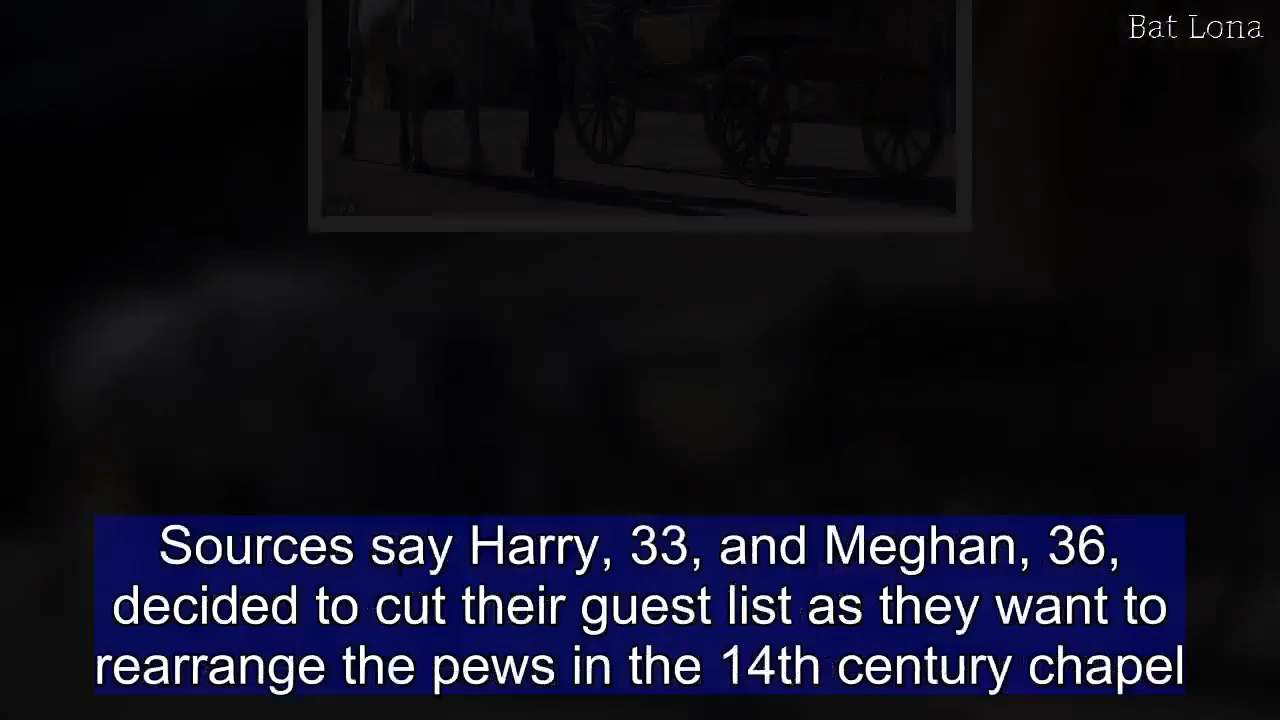 Bat Lona
Sources say Harry, 33, and Meghan, 36,
decided to cut their guest list as they want to
rearrange the pews in the 14th century chapel